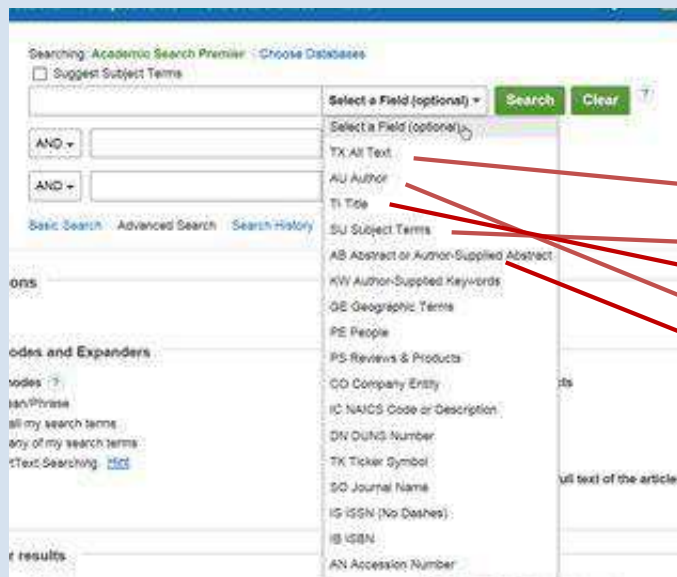 Searching: Academic Search Premier Choose Databases
Suggest Subject Terms
Select a Field (optional) Search Clear ?
Select a Field (optional)
AND TX All Text
AU Author
AND TI Title
Basic Search Advanced Search Search History SU Subject Terms
AB Abstract or Author-Supplied Abstract
ons KW Author-Supplied Keywords
GE Geographic Terms
PE People
odes and Expanders PS Reviews & Products
odes ? CO Company Entity cts
an/Phrase IC NAICS Code or Description
all my search terms
any of my search terms DN DUNS Number
tText Searching Hint TK Ticker Symbol
SO Journal Name ull text of the article
IS ISSN (No Dashes)
IB ISBN
r results AN Accession Number